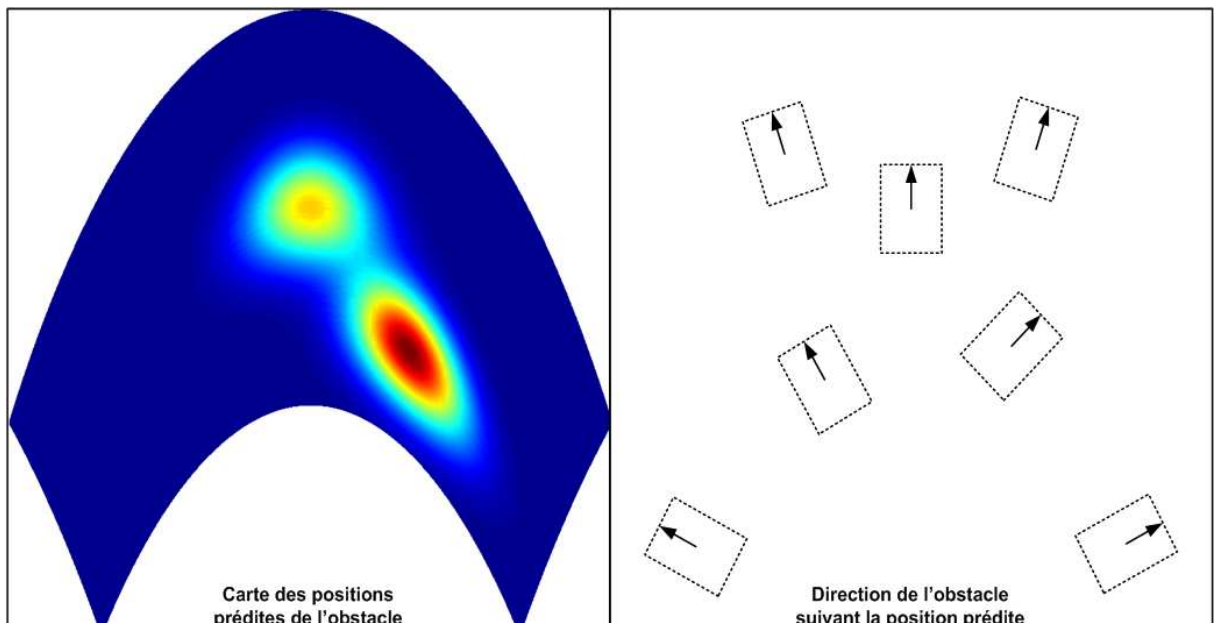 Carte des positions
prédites de l'obstacle
Direction de l'obstacle
suivant la position prédite